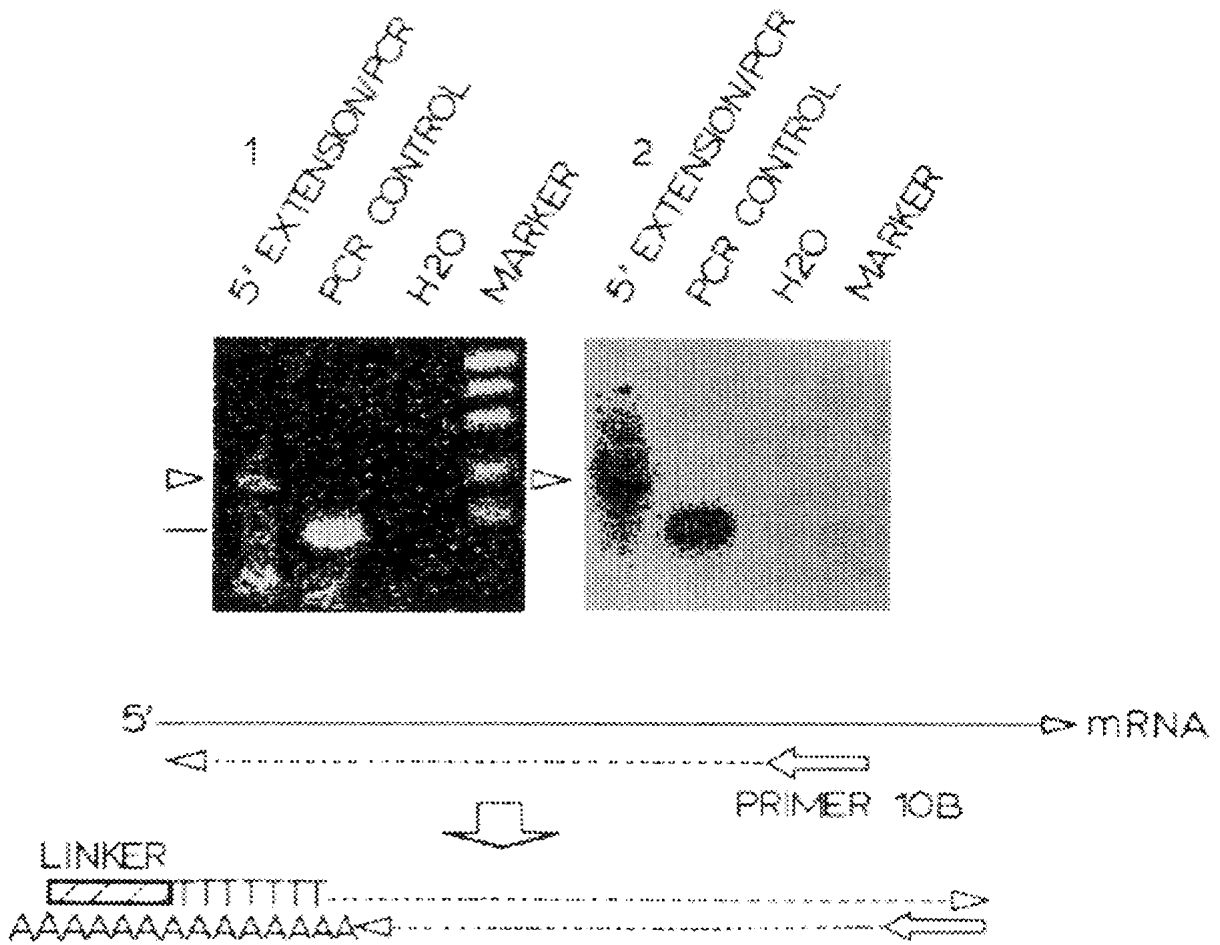 1
5' EXTENSION/PCR
PCR CONTROL
H2O
MARKER
2
5' EXTENSION/PCR
PCR CONTROL
H2O
MARKER
5'
mRNA
PRIMER 10B
LINKER
TTTTTTT
AAAAAAAAAAAAAA